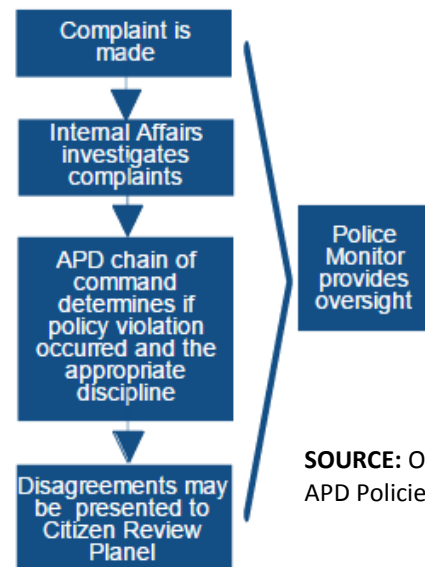 Complaint is
made
Internal Affairs
investigates
complaints
APD chain of
command
determines if
policy violation
occurred and the
appropriate
discipline
Disagreements may
be presented to
Citizen Review
Planel
Police
Monitor
provides
oversight
SOURCE: O
APD Policie